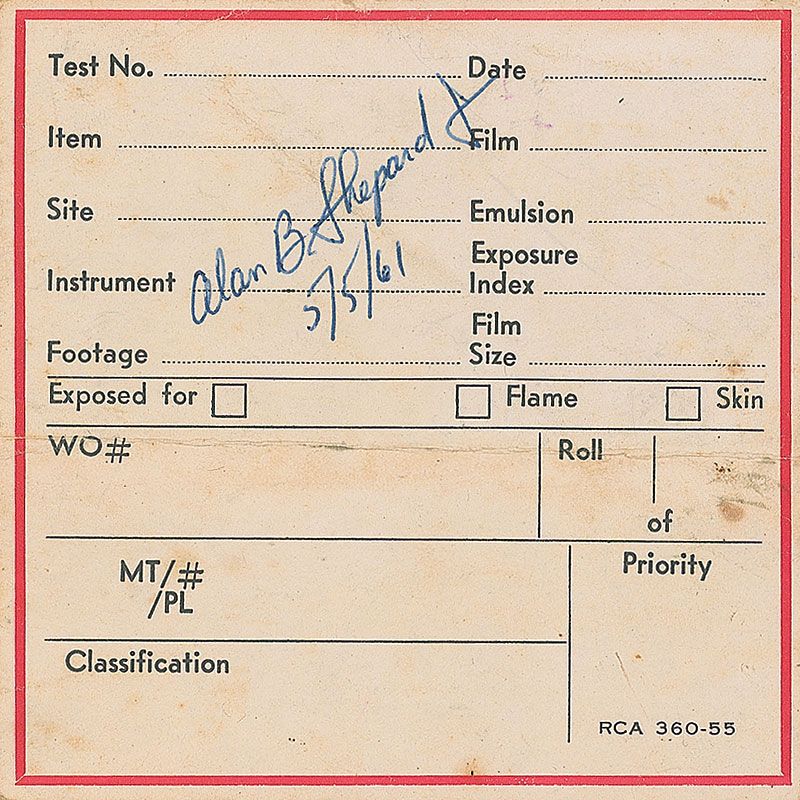 Test No. Date
Item Film
Site Emulsion
Alan B Shepard Jr
5/5/61
Instrument Exposure Index
Footage Film Size
Exposed for Flame Skin
WO# Roll
of
MT/#
/PL
Priority
Classification
RCA 360-55